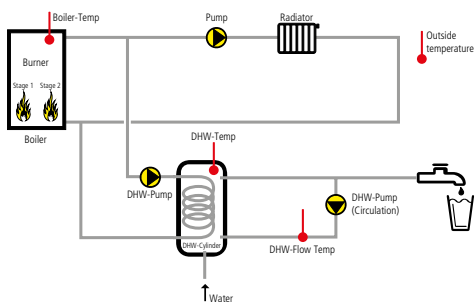 Boiler-Temp
Pump
Radiator
Outside
temperature
Burner
Stage 1 Stage 2
Boiler
DHW-Temp
DHW-Pump
DHW-Pump
(Circulation)
DHW-Cylinder
DHW-Flow Temp
Water